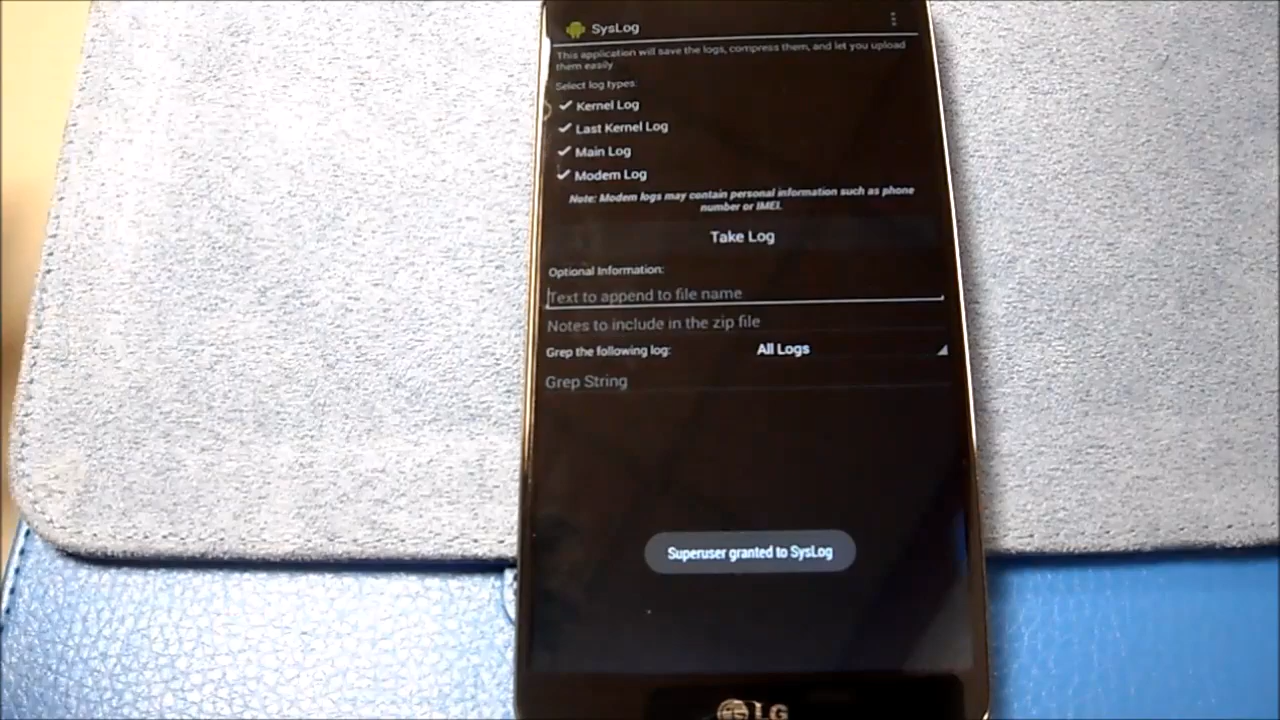 SysLog
This application will save the logs, compress them, and let you upload
them easily.
Select log types:
Kernel Log
Last Kernel Log
Main Log
Modem Log
Note: Modem logs may contain personal information such as phone
number or IMEI.
Take Log
Optional Information:
Text to append to file name
Notes to include in the zip file
Grep the following log: All Logs
Grep String
Superuser granted to SysLog
LG